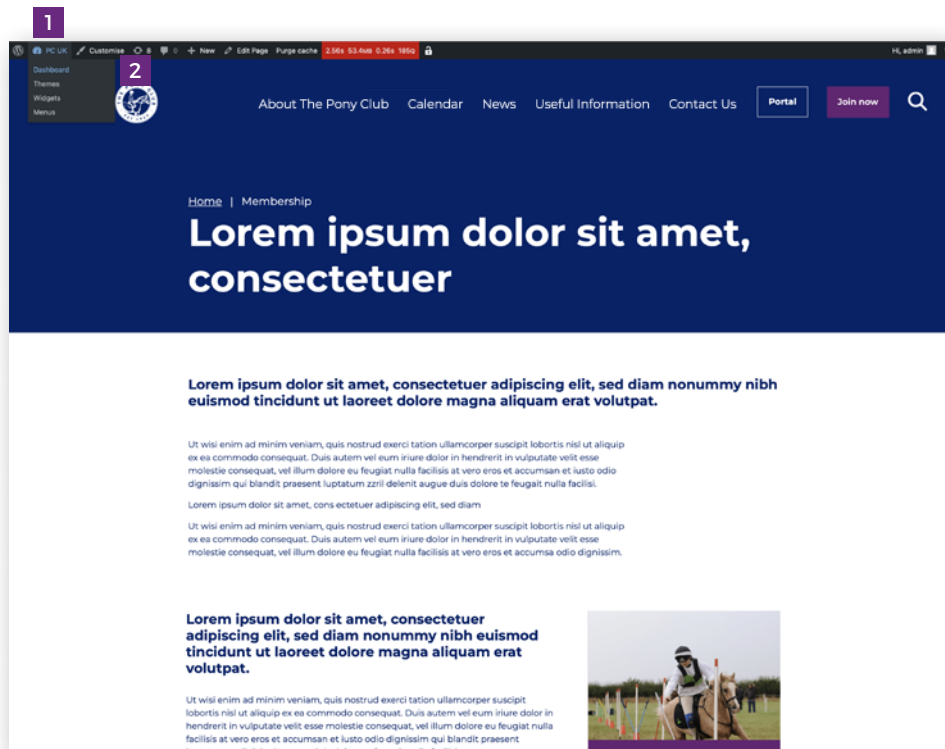 1
PC UK Customise 8 0 + New Edit Page Purge cache 2.56s 53.4MB 0.26s 185Q Hi, admin
Dashboard
2
Themes
Widgets
Menus
About The Pony Club Calendar News Useful Information Contact Us Portal Join now
Home | Membership
Lorem ipsum dolor sit amet,
consectetuer
Lorem ipsum dolor sit amet, consectetuer adipiscing elit, sed diam nonummy nibh
euismod tincidunt ut laoreet dolore magna aliquam erat volutpat.
Ut wisi enim ad minim veniam, quis nostrud exerci tation ullamcorper suscipit lobortis nisl ut aliquip
ex ea commodo consequat. Duis autem vel eum iriure dolor in hendrerit in vulputate velit esse
molestie consequat, vel illum dolore eu feugiat nulla facilisis at vero eros et accumsan et iusto odio
dignissim qui blandit praesent luptatum zzril delenit augue duis dolore te feugait nulla facilisi.
Lorem ipsum dolor sit amet, cons ectetuer adipiscing elit, sed diam
Ut wisi enim ad minim veniam, quis nostrud exerci tation ullamcorper suscipit lobortis nisl ut aliquip
ex ea commodo consequat. Duis autem vel eum iriure dolor in hendrerit in vulputate velit esse
molestie consequat, vel illum dolore eu feugiat nulla facilisis at vero eros et accumsa odio dignissim.
Lorem ipsum dolor sit amet, consectetuer
adipiscing elit, sed diam nonummy nibh euismod
tincidunt ut laoreet dolore magna aliquam erat
volutpat.
Ut wisi enim ad minim veniam, quis nostrud exerci tation ullamcorper suscipit
lobortis nisl ut aliquip ex ea commodo consequat. Duis autem vel eum iriure dolor in
hendrerit in vulputate velit esse molestie consequat, vel illum dolore eu feugiat nulla
facilisis at vero eros et accumsan et iusto odio dignissim qui blandit praesent